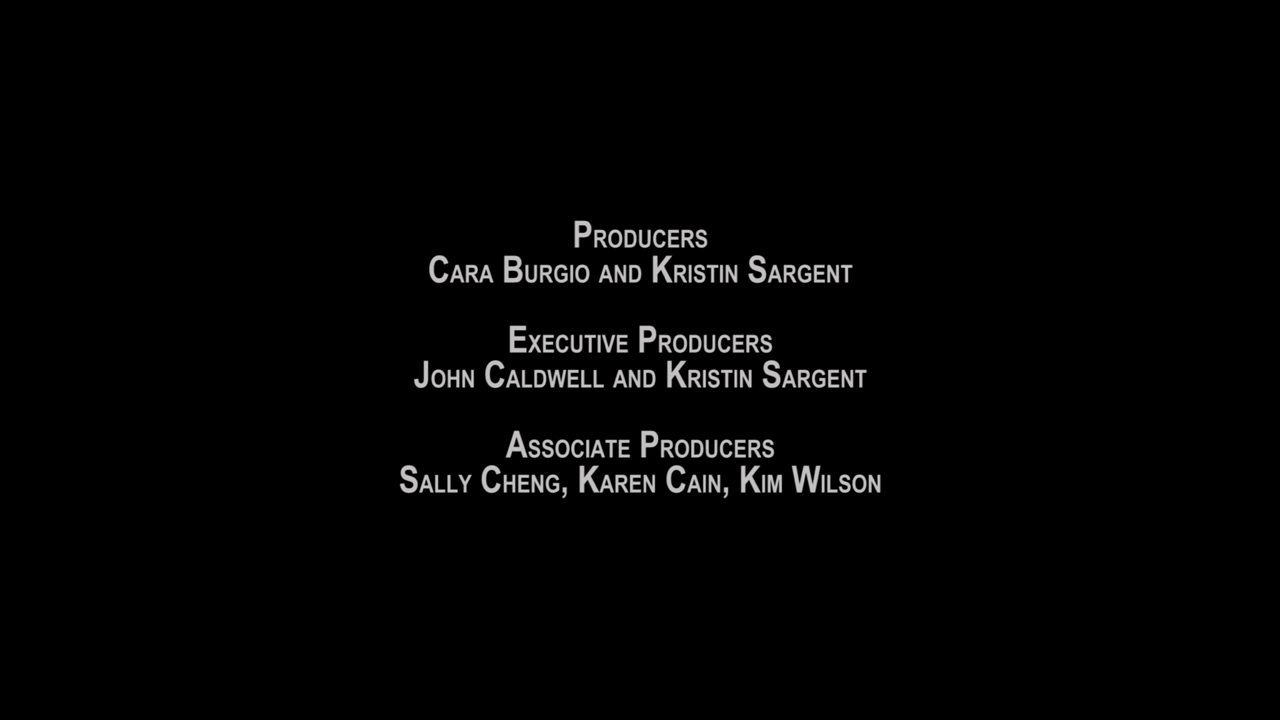 Producers
Cara Burgio and Kristin Sargent
Executive Producers
John Caldwell and Kristin Sargent
Associate Producers
Sally Cheng, Karen Cain, Kim Wilson